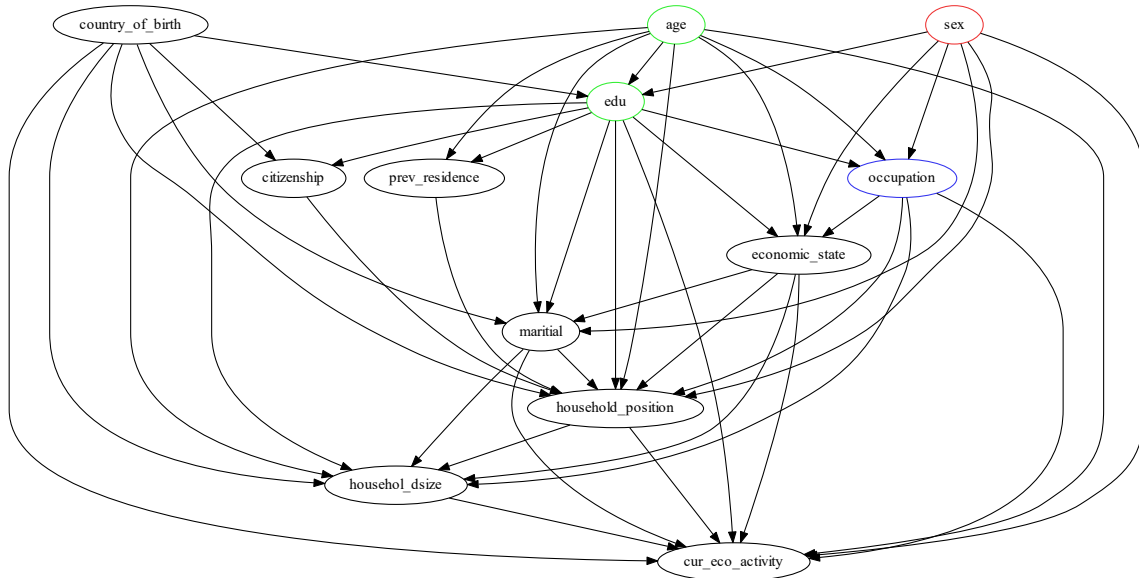 country_of_birth
age
sex
edu
citizenship
prev_residence
occupation
economic_state
maritial
household_position
househol_dsize
cur_eco_activity